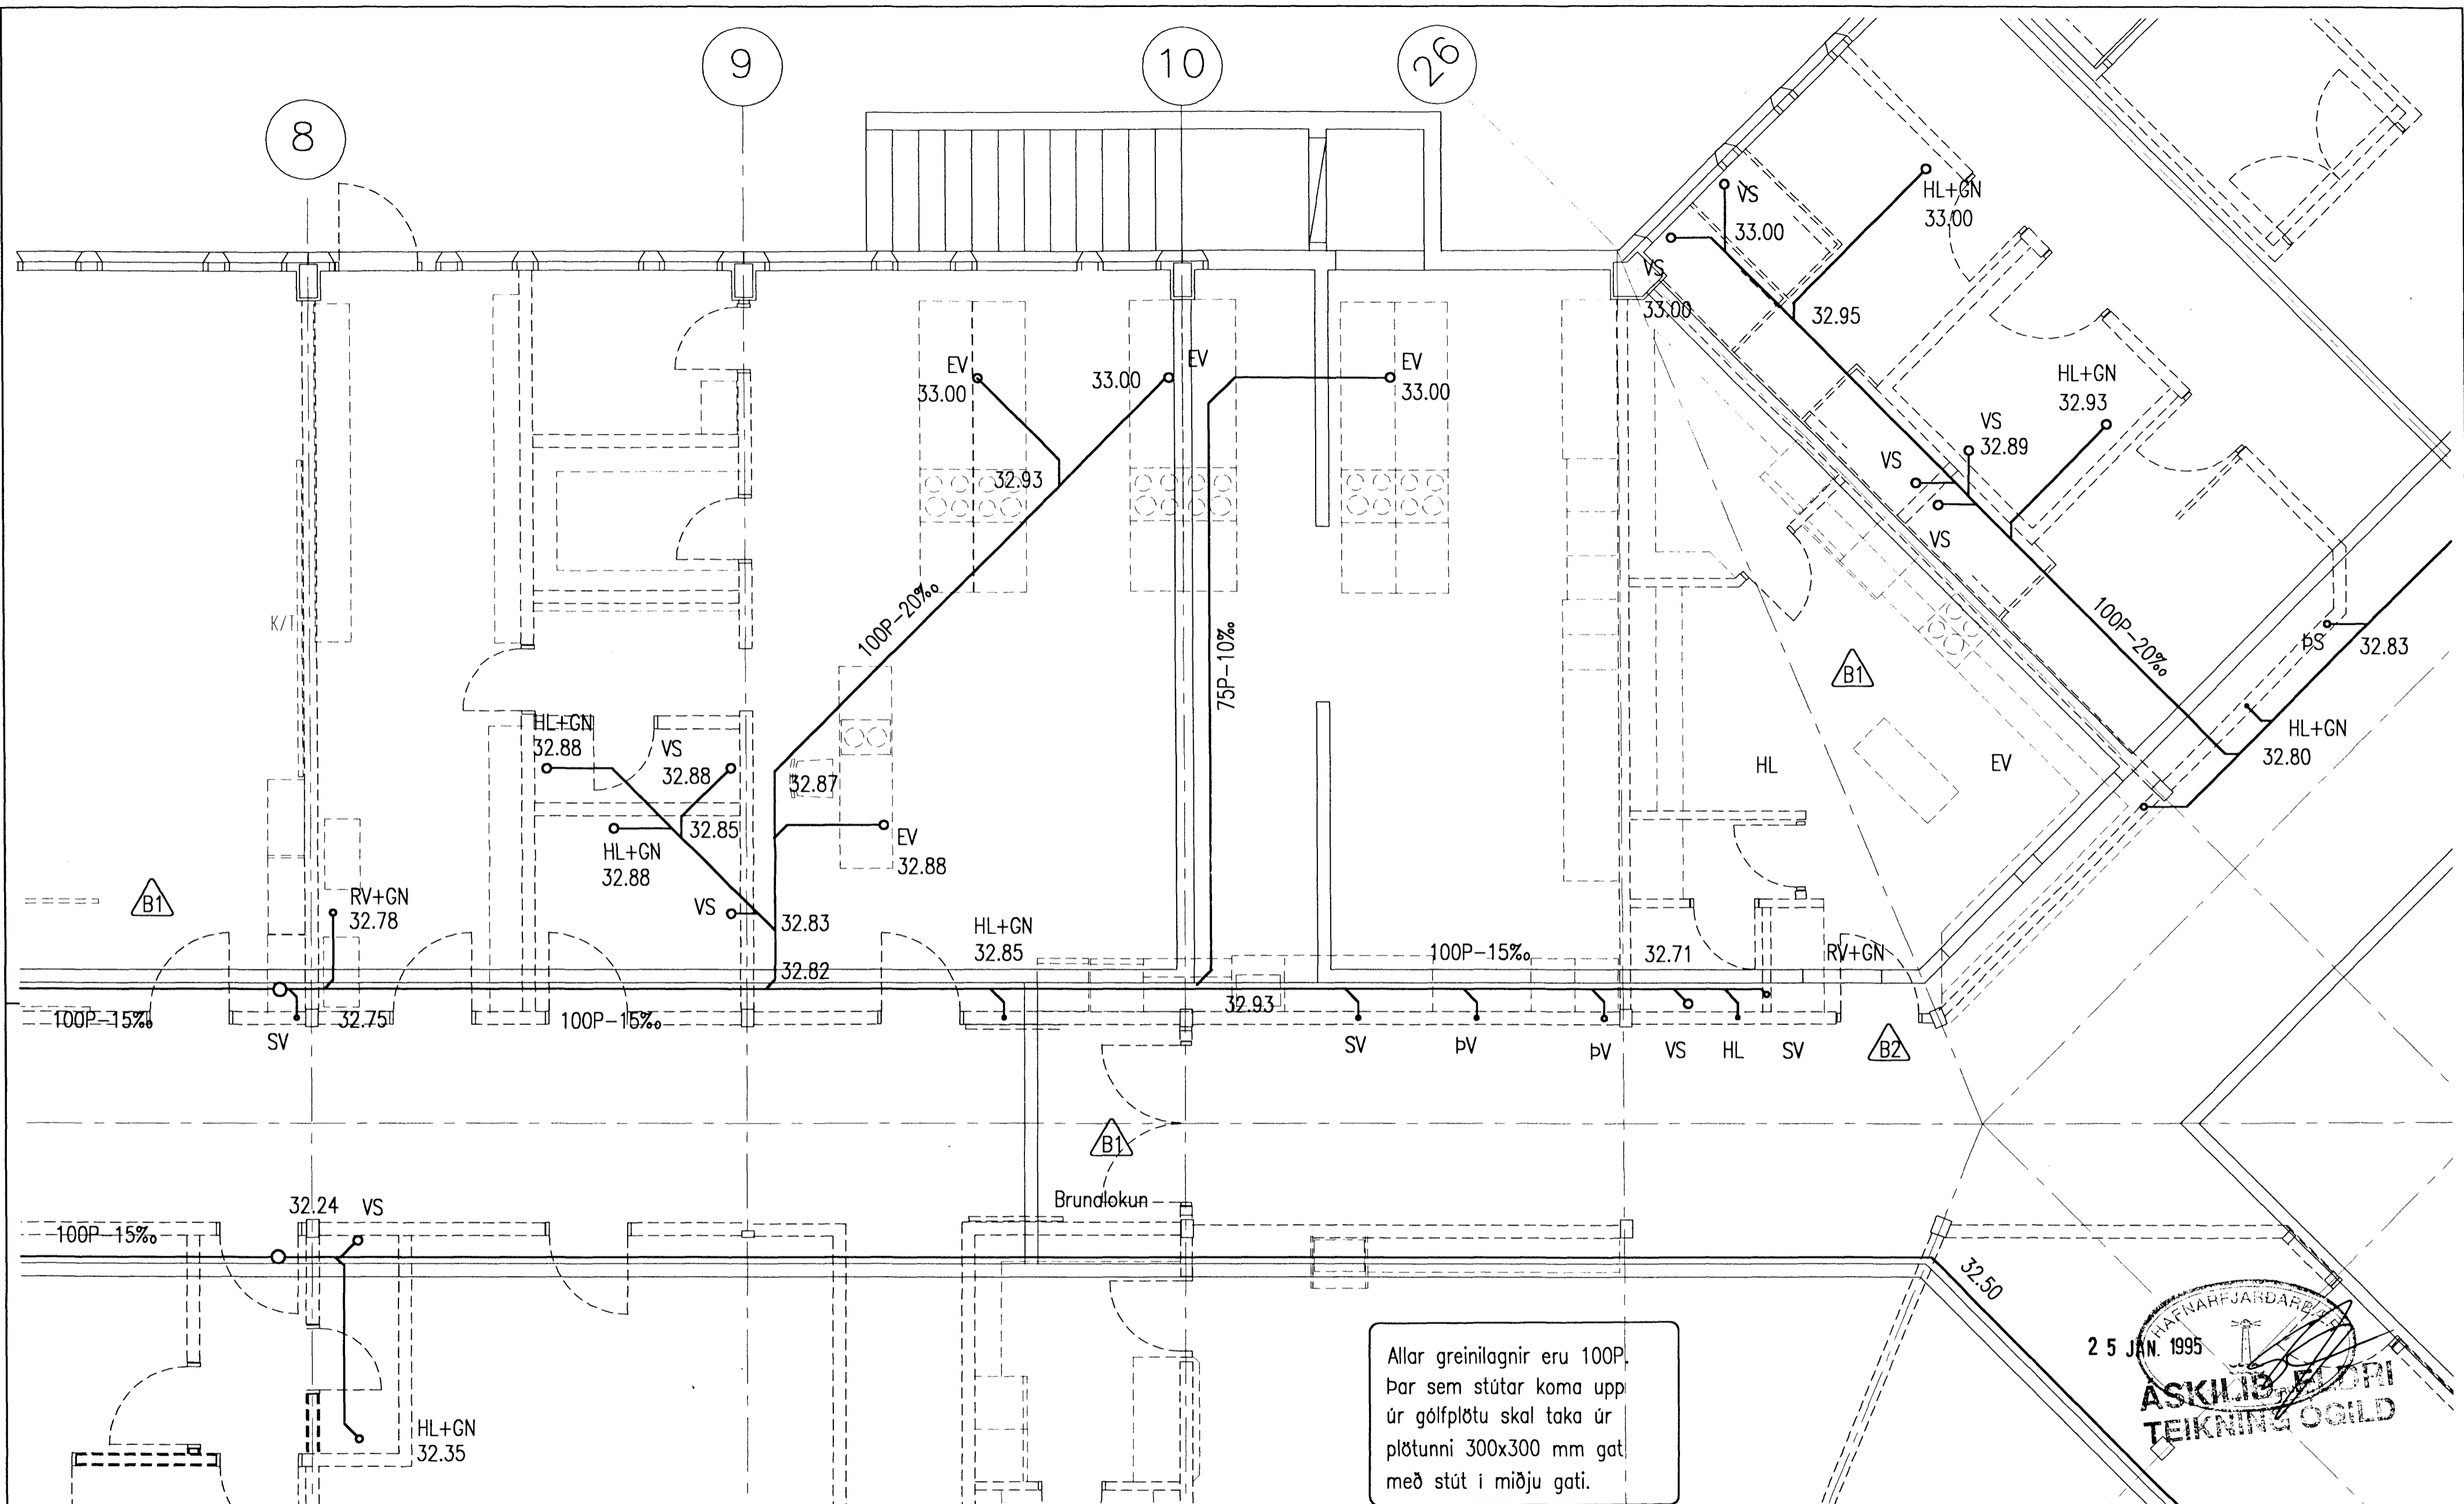 8
9
10
26
VS
33.00
HL+GN
33.00
VS
33.00
32.95
EV
33.00
33.00
EV
EV
33.00
32.93
HL+GN
32.93
VS
32.89
VS
VS
K/T
100P-20‰
75P-10‰
100P-20‰
ÞS
32.83
B1
HL+GN
32.80
HL+GN
32.88
VS
32.88
32.87
HL
EV
32.85
HL+GN
32.88
EV
32.88
B1
RV+GN
32.78
VS
32.83
HL+GN
32.85
32.82
100P-15‰
32.71
RV+GN
32.93
100P-15‰
32.75
100P-15‰
SV
SV
ÞV
ÞV
VS
HL
SV
B2
B1
Brundlokun
32.24
VS
100P-15‰
32.50
HL+GN
32.35
Allar greinilagnir eru 100P.
Þar sem stútar koma upp
úr gólfplötu skal taka úr
plötunni 300x300 mm gat
með stút í miðju gati.
HAFNARFJARÐARBÆ
25 JAN. 1995
ÁSKILIÐ, ELDRI
TEIKNING ÓGILD